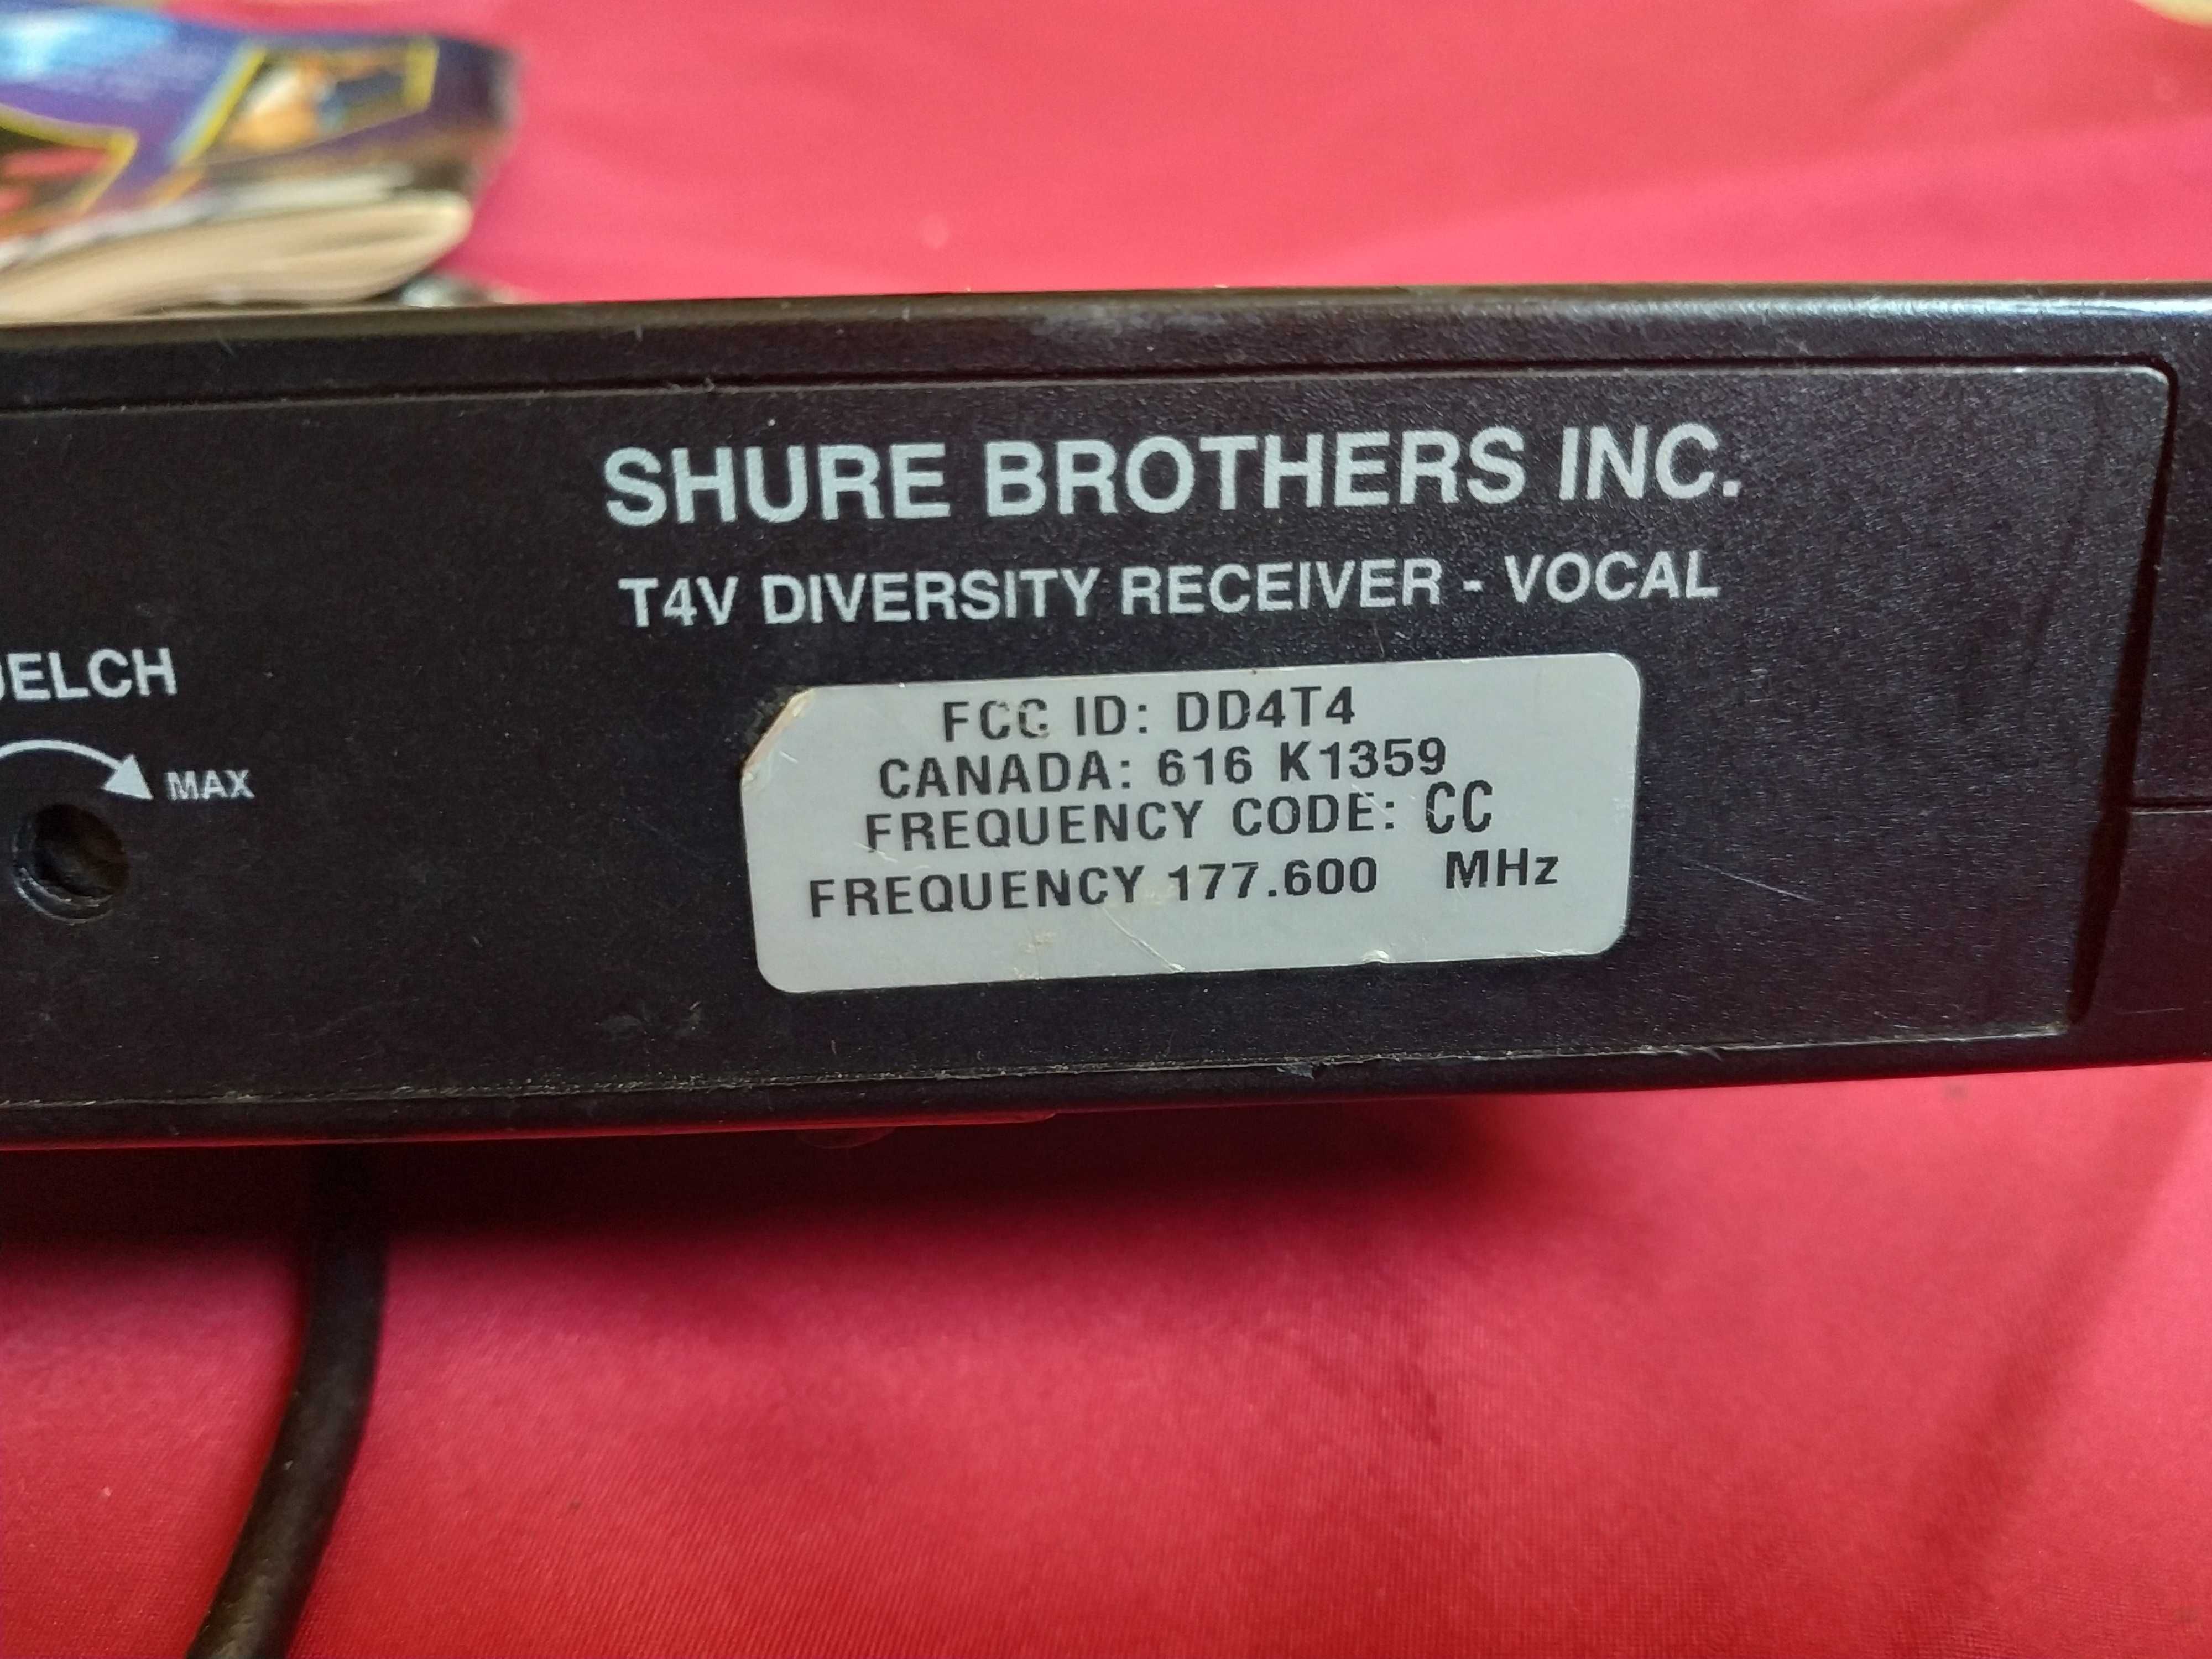 SHURE BROTHERS INC.
T4V DIVERSITY RECEIVER - VOCAL
UELCH
MAX
FCC ID: DD4T4
CANADA: 616 K1359
FREQUENCY CODE: CC
FREQUENCY 177.600 MHz